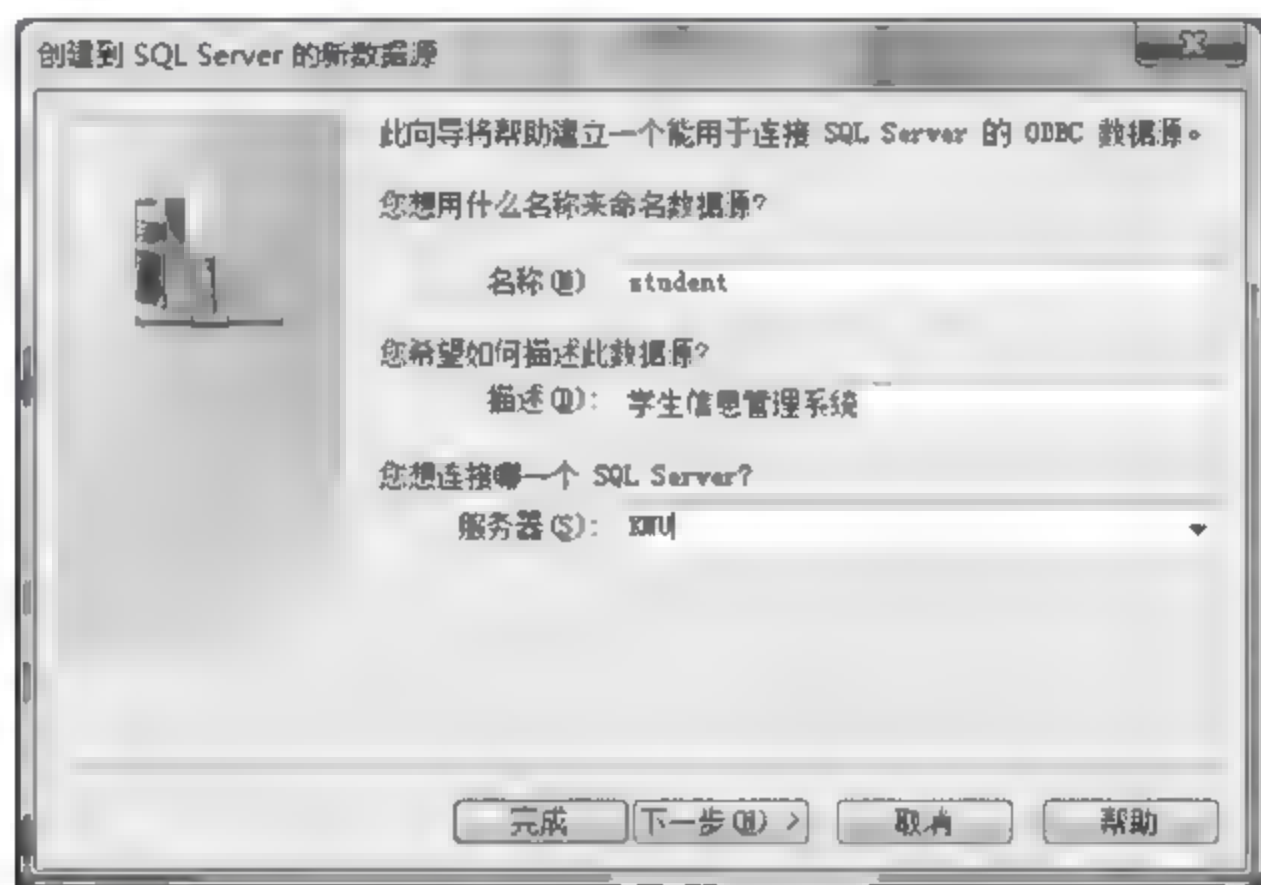 创建到 SQL Server 的新数据源
此向导将帮助建立一个能用于连接 SQL Server 的 ODBC 数据源。
您想用什么名称来命名数据源?
名称(M) student
您希望如何描述此数据源?
描述(D): 学生信息管理系统
您想连接哪一个 SQL Server?
服务器(S):
完成 下一步(N) > 取消 帮助